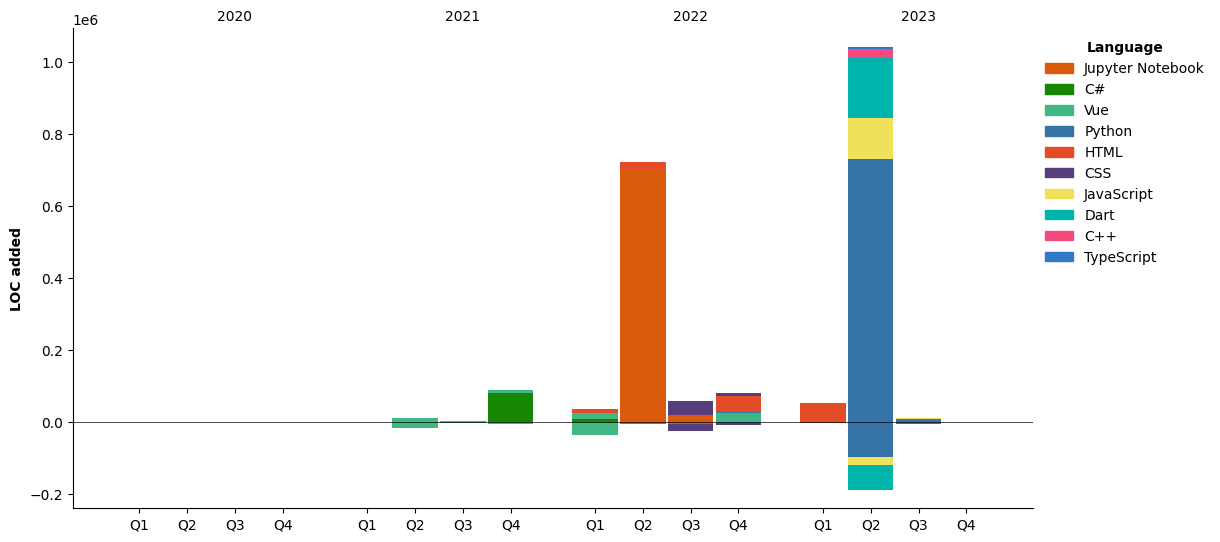 1e6
2020 2021 2022 2023
1.0
0.8
0.6
0.4
0.2
0.0
−0.2
LOC added
Q1 Q2 Q3 Q4 Q1 Q2 Q3 Q4 Q1 Q2 Q3 Q4 Q1 Q2 Q3 Q4
Language
Jupyter Notebook
C#
Vue
Python
HTML
CSS
JavaScript
Dart
C++
TypeScript